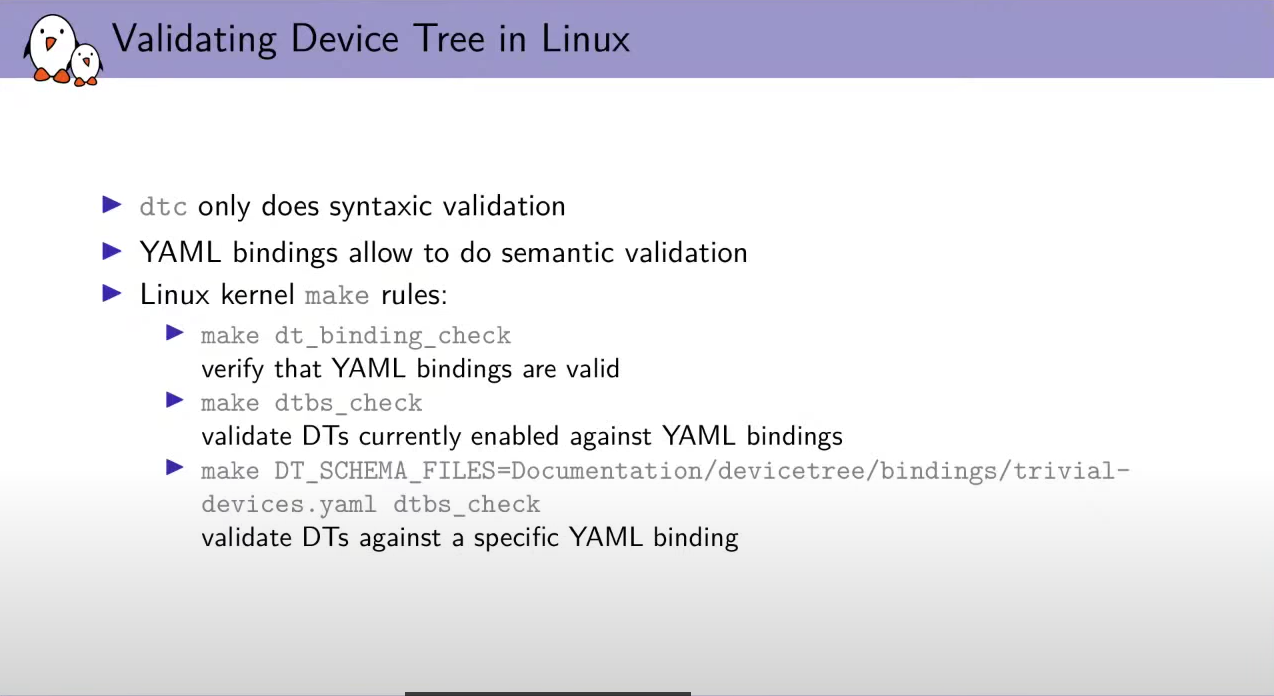 Validating Device Tree in Linux
dtc only does syntaxic validation
YAML bindings allow to do semantic validation
Linux kernel make rules:
make dt_binding_check
verify that YAML bindings are valid
make dtbs_check
validate DTs currently enabled against YAML bindings
make DT_SCHEMA_FILES=Documentation/devicetree/bindings/trivial-
devices.yaml dtbs_check
validate DTs against a specific YAML binding